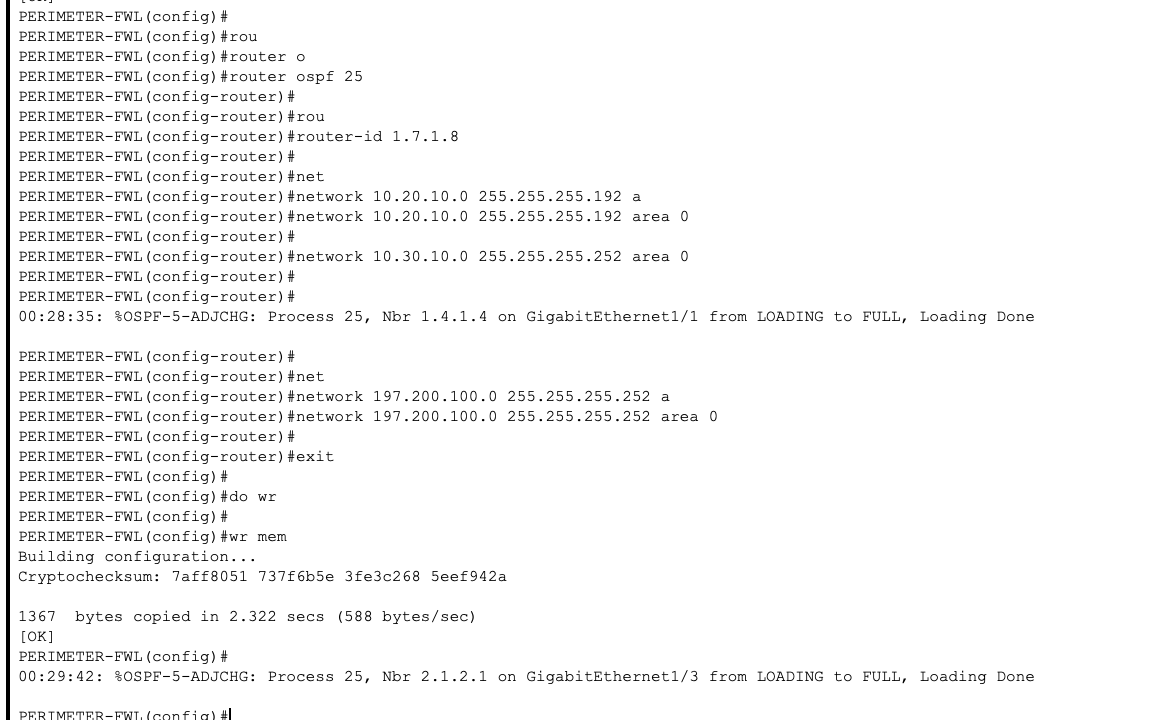 [OK]
PERIMETER-FWL(config)#
PERIMETER-FWL(config)#rou
PERIMETER-FWL(config)#router o
PERIMETER-FWL(config)#router ospf 25
PERIMETER-FWL(config-router)#
PERIMETER-FWL(config-router)#rou
PERIMETER-FWL(config-router)#router-id 1.7.1.8
PERIMETER-FWL(config-router)#
PERIMETER-FWL(config-router)#net
PERIMETER-FWL(config-router)#network 10.20.10.0 255.255.255.192 a
PERIMETER-FWL(config-router)#network 10.20.10.0 255.255.255.192 area 0
PERIMETER-FWL(config-router)#
PERIMETER-FWL(config-router)#network 10.30.10.0 255.255.255.252 area 0
PERIMETER-FWL(config-router)#
PERIMETER-FWL(config-router)#
00:28:35: %OSPF-5-ADJCHG: Process 25, Nbr 1.4.1.4 on GigabitEthernet1/1 from LOADING to FULL, Loading Done
PERIMETER-FWL(config-router)#
PERIMETER-FWL(config-router)#net
PERIMETER-FWL(config-router)#network 197.200.100.0 255.255.255.252 a
PERIMETER-FWL(config-router)#network 197.200.100.0 255.255.255.252 area 0
PERIMETER-FWL(config-router)#
PERIMETER-FWL(config-router)#exit
PERIMETER-FWL(config)#
PERIMETER-FWL(config)#do wr
PERIMETER-FWL(config)#
PERIMETER-FWL(config)#wr mem
Building configuration...
Cryptochecksum: 7aff8051 737f6b5e 3fe3c268 5eef942a
1367  bytes copied in 2.322 secs (588 bytes/sec)
[OK]
PERIMETER-FWL(config)#
00:29:42: %OSPF-5-ADJCHG: Process 25, Nbr 2.1.2.1 on GigabitEthernet1/3 from LOADING to FULL, Loading Done
PERIMETER-FWL(config)#